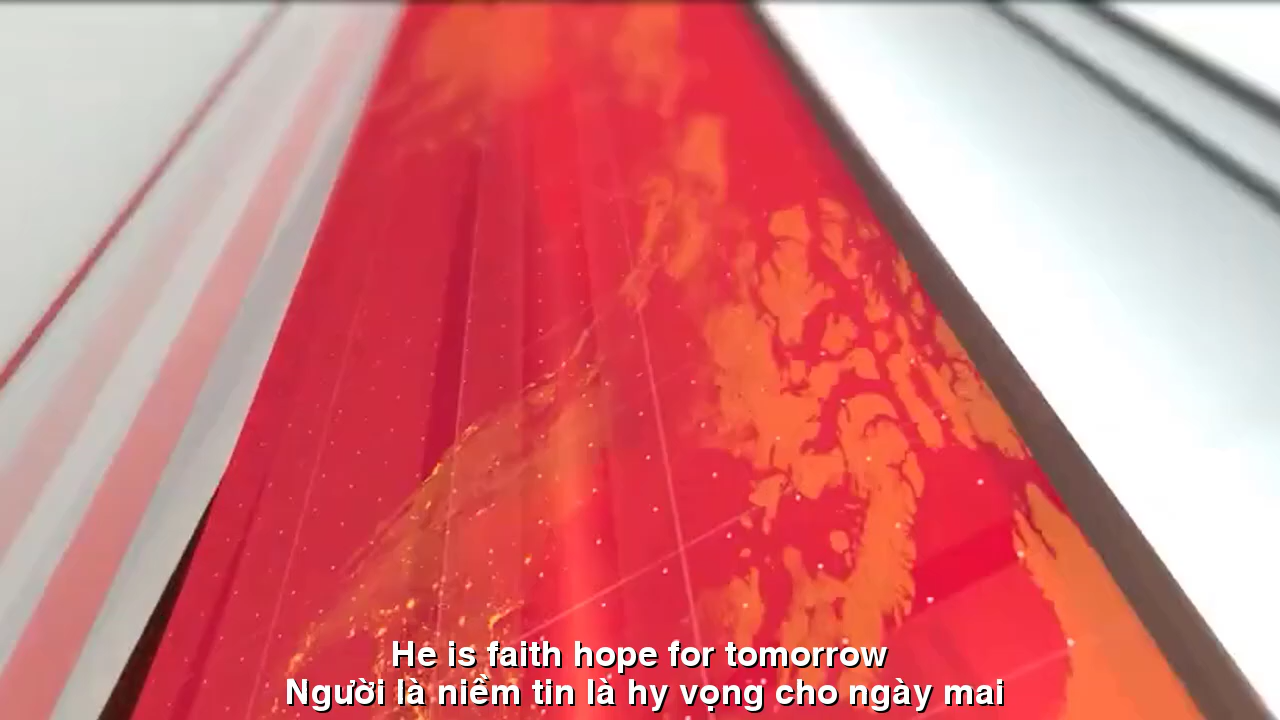 He is faith hope for tomorrow
Người là niềm tin là hy vọng cho ngày mai